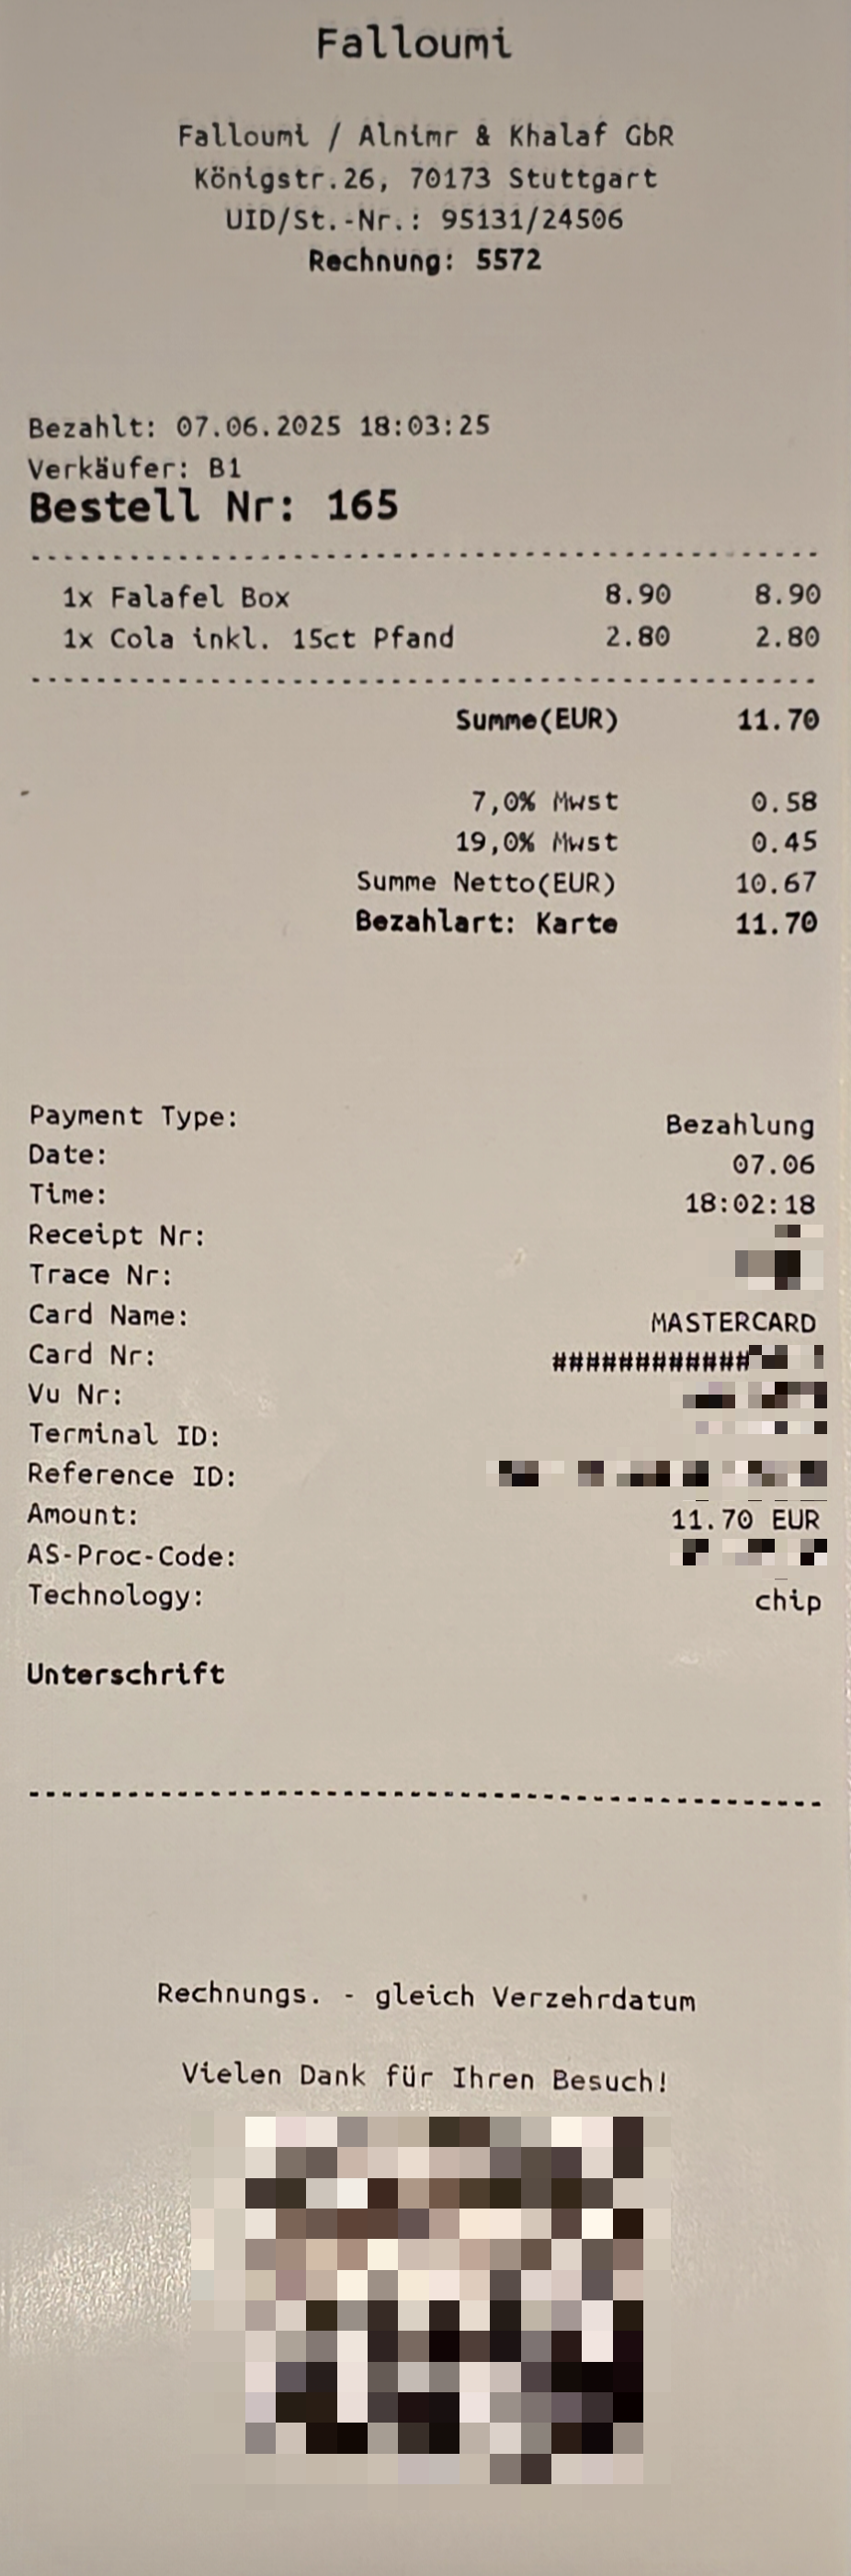 Falloumi
Falloumi / Alnimr & Khalaf GbR
Königstr.26, 70173 Stuttgart
UID/St.-Nr.: 95131/24506
Rechnung: 5572
Bezahlt: 07.06.2025 18:03:25
Verkäufer: B1
Bestell Nr: 165
1x Falafel Box 8.90 8.90
1x Cola inkl. 15ct Pfand 2.80 2.80
Summe(EUR) 11.70
7,0% Mwst 0.58
19,0% Mwst 0.45
Summe Netto(EUR) 10.67
Bezahlart: Karte 11.70
Payment Type: Bezahlung
Date: 07.06
Time: 18:02:18
Receipt Nr:
Trace Nr:
Card Name: MASTERCARD
Card Nr: ############
Vu Nr:
Terminal ID:
Reference ID:
Amount: 11.70 EUR
AS-Proc-Code:
Technology: chip
Unterschrift
Rechnungs. - gleich Verzehrdatum
Vielen Dank für Ihren Besuch!